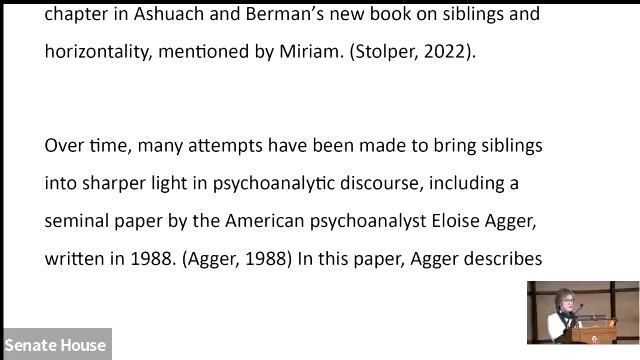 chapter in Ashuach and Berman’s new book on siblings and
horizontality, mentioned by Miriam. (Stolper, 2022).
Over time, many attempts have been made to bring siblings
into sharper light in psychoanalytic discourse, including a
seminal paper by the American psychoanalyst Eloise Agger,
written in 1988. (Agger, 1988) In this paper, Agger describes
Senate House